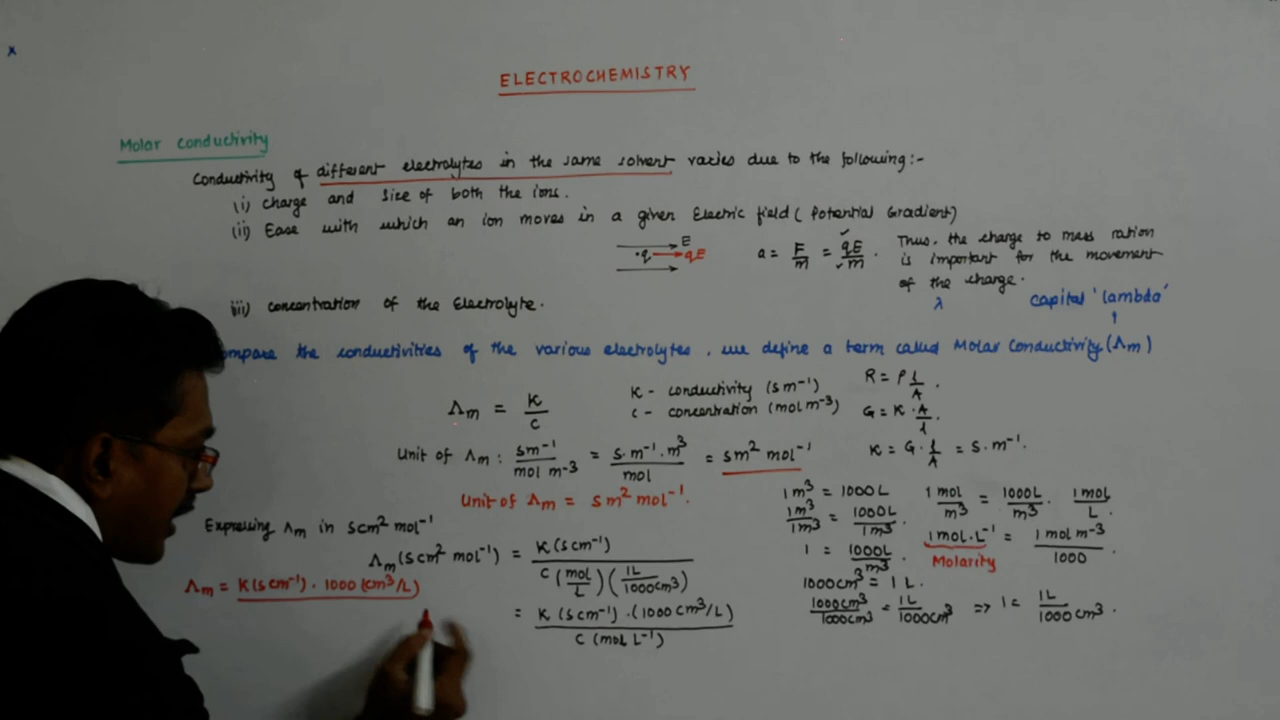 x
ELECTROCHEMISTRY
Molar conductivity
Conductivity of different electrolytes in the same solvent varies due to the following:-
(i) charge and size of both the ions.
(ii) Ease with which an ion moves in a given Electric field (Potential Gradient)
E
•q → qE
a = F/m = qE/m .
Thus, the charge to mass ration
is important for the movement
of the charge.
iii) concentration of the Electrolyte.
λ
capital 'lambda'
ompare the conductivities of the various electrolytes, we define a term called Molar conductivity (Λm)
Λm = K/C
K - conductivity (S m⁻¹)
C - concentration (mol m⁻³)
R = ρ l/A .
G = K · A/l .
K = G · l/A = S·m⁻¹.
Unit of Λm : Sm⁻¹/mol m⁻³ = S·m⁻¹·m³/mol = Sm² mol⁻¹
Unit of Λm = Sm² mol⁻¹.
Expressing Λm in Scm² mol⁻¹
Λm (Scm² mol⁻¹) = K(Scm⁻¹) / C (mol/L)(1L/1000cm³)
= K (Scm⁻¹) · (1000 cm³/L) / C (mol L⁻¹)
Λm = K(Scm⁻¹) · 1000 (cm³/L)
1m³ = 1000L
1m³/1m³ = 1000L/1m³ .
1 = 1000L/m³ .
1000cm³ = 1 L.
1000cm³/1000cm³ = 1L/1000cm³ => 1 = 1L/1000cm³ .
1 mol/m³ = 1000L/m³ · 1mol/L .
1 mol·L⁻¹ = 1 mol m⁻³/1000 .
Molarity